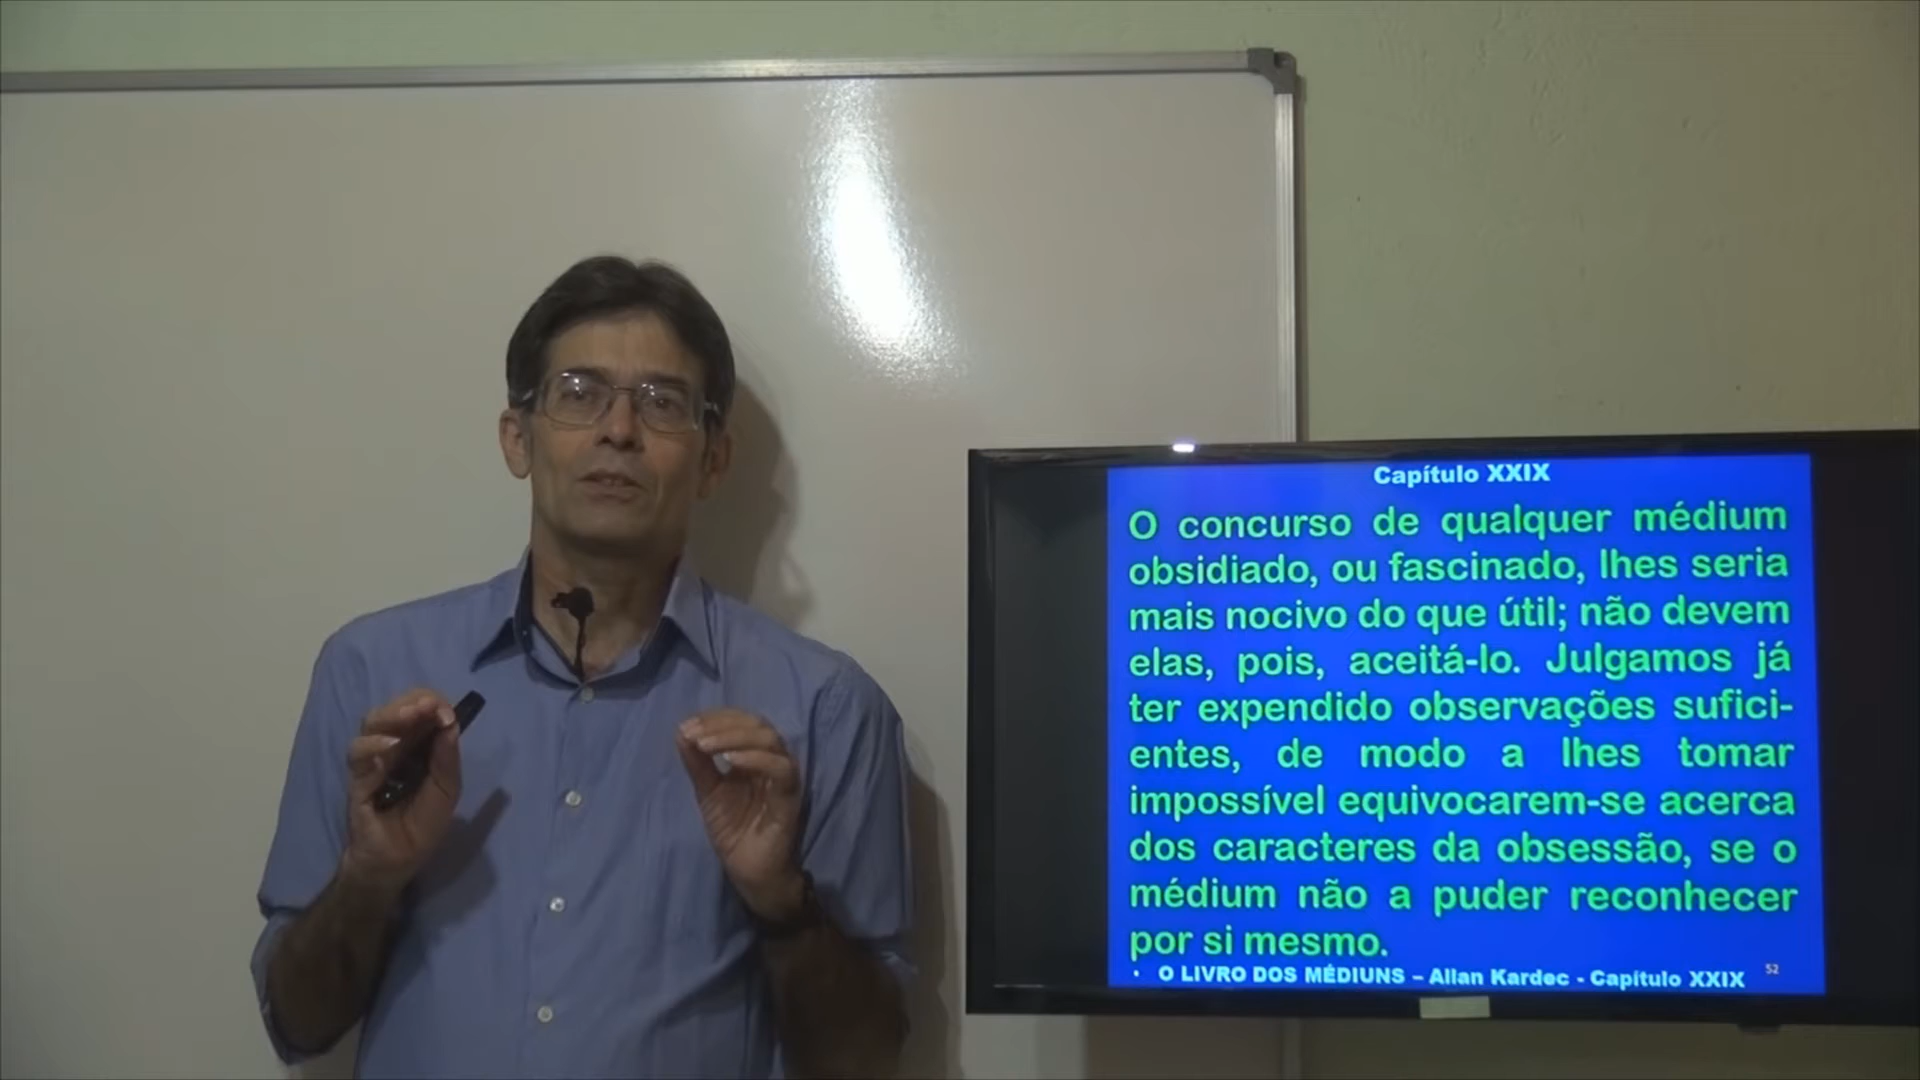 Capítulo XXIX
O concurso de qualquer médium
obsidiado, ou fascinado, lhes seria
mais nocivo do que útil; não devem
elas, pois, aceitá-lo. Julgamos já
ter expendido observações sufici-
entes, de modo a lhes tomar
impossível equivocarem-se acerca
dos caracteres da obsessão, se o
médium não a puder reconhecer
por si mesmo.
• O LIVRO DOS MÉDIUNS – Allan Kardec - Capítulo XXIX
52